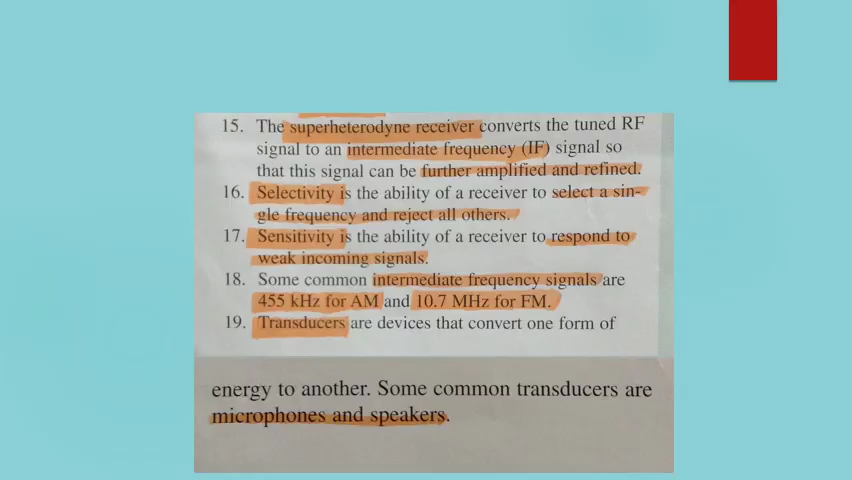 15. The superheterodyne receiver converts the tuned RF
signal to an intermediate frequency (IF) signal so
that this signal can be further amplified and refined.
16. Selectivity is the ability of a receiver to select a sin-
gle frequency and reject all others.
17. Sensitivity is the ability of a receiver to respond to
weak incoming signals.
18. Some common intermediate frequency signals are
455 kHz for AM and 10.7 MHz for FM.
19. Transducers are devices that convert one form of
energy to another. Some common transducers are
microphones and speakers.